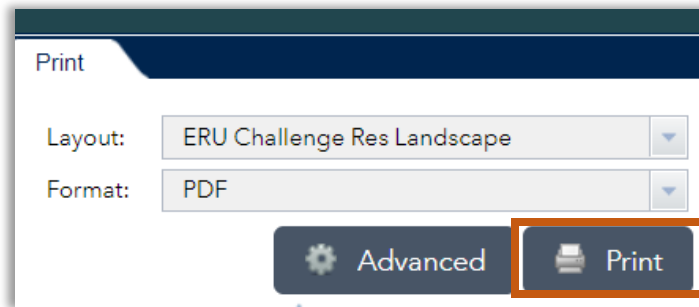 Print
Layout: ERU Challenge Res Landscape
Format: PDF
Advanced Print